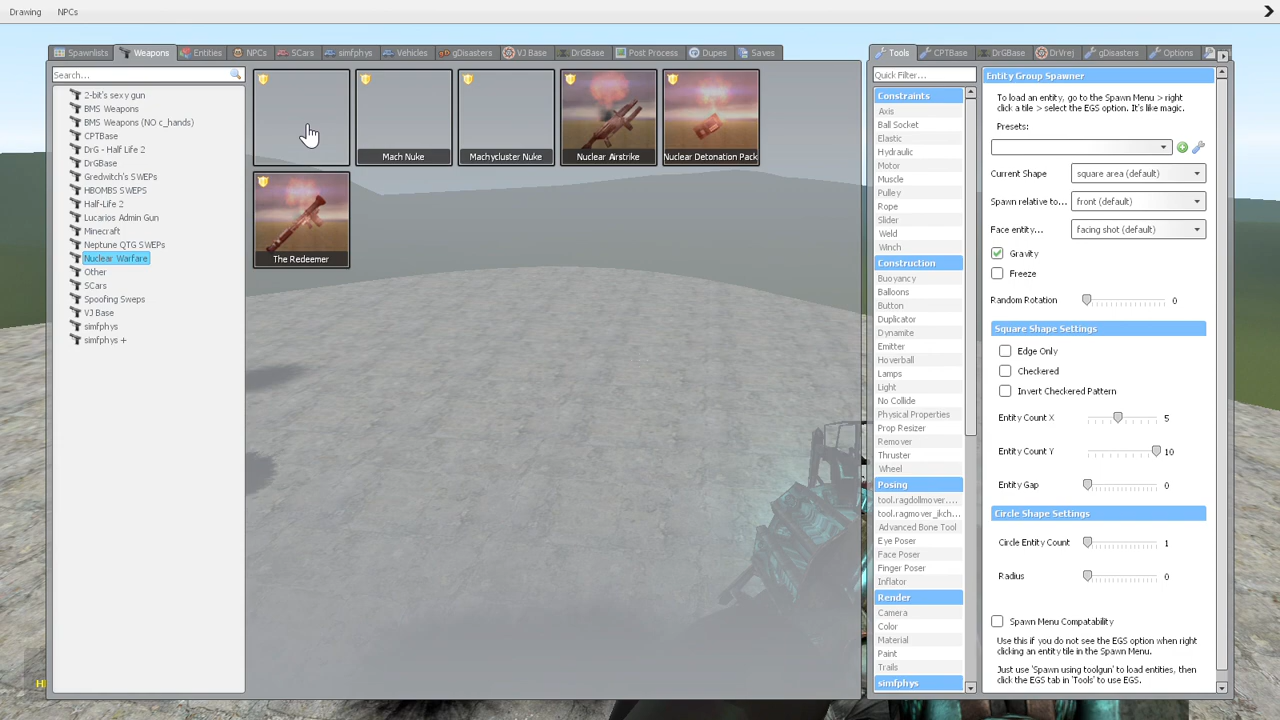 Drawing NPCs
Spawnlists Weapons Entities NPCs SCars simfphys Vehicles gDisasters VJ Base DrGBase Post Process Dupes Saves
Search...
2-bit's sexy gun
BMS Weapons
BMS Weapons (NO c_hands)
CPTBase
DrG - Half Life 2
DrGBase
Gredwitch's SWEPs
HBOMBS SWEPS
Half-Life 2
Lucarios Admin Gun
Minecraft
Neptune QTG SWEPs
Nuclear Warfare
Other
SCars
Spoofing Sweps
VJ Base
simfphys
simfphys +
Mach Nuke
Machycluster Nuke
Nuclear Airstrike
Nuclear Detonation Pack
The Redeemer
Tools CPTBase DrGBase DrVrej gDisasters Options
Quick Filter...
Constraints
Axis
Ball Socket
Elastic
Hydraulic
Motor
Muscle
Pulley
Rope
Slider
Weld
Winch
Construction
Buoyancy
Balloons
Button
Duplicator
Dynamite
Emitter
Hoverball
Lamps
Light
No Collide
Physical Properties
Prop Resizer
Remover
Thruster
Wheel
Posing
tool.ragdollmover....
tool.ragmover_ikch...
Advanced Bone Tool
Eye Poser
Face Poser
Finger Poser
Inflator
Render
Camera
Color
Material
Paint
Trails
simfphys
Entity Group Spawner
To load an entity, go to the Spawn Menu > right
click a tile > select the EGS option. It's like magic.
Presets:
Current Shape square area (default)
Spawn relative to... front (default)
Face entity... facing shot (default)
Gravity
Freeze
Random Rotation 0
Square Shape Settings
Edge Only
Checkered
Invert Checkered Pattern
Entity Count X 5
Entity Count Y 10
Entity Gap 0
Circle Shape Settings
Circle Entity Count 1
Radius 0
Spawn Menu Compatability
Use this if you do not see the EGS option when right
clicking an entity tile in the Spawn Menu.
Just use 'Spawn using toolgun' to load entities, then
click the EGS tab in 'Tools' to use EGS.